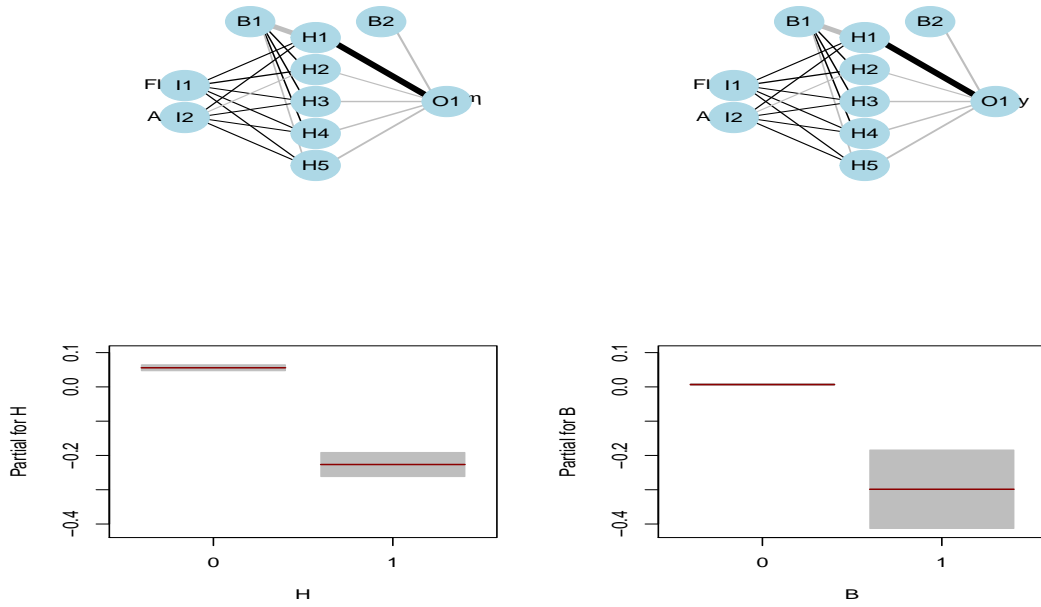 B1 B2 B1 B2
H1 H1
H2 H2
FI I1 FI I1
H3 O1 H3 O1 y
A I2 A I2
H4 H4
H5 H5
Partial for H
0.1
0.0
−0.2
−0.4
0 1
H
Partial for B
0.1
0.0
−0.2
−0.4
0 1
B